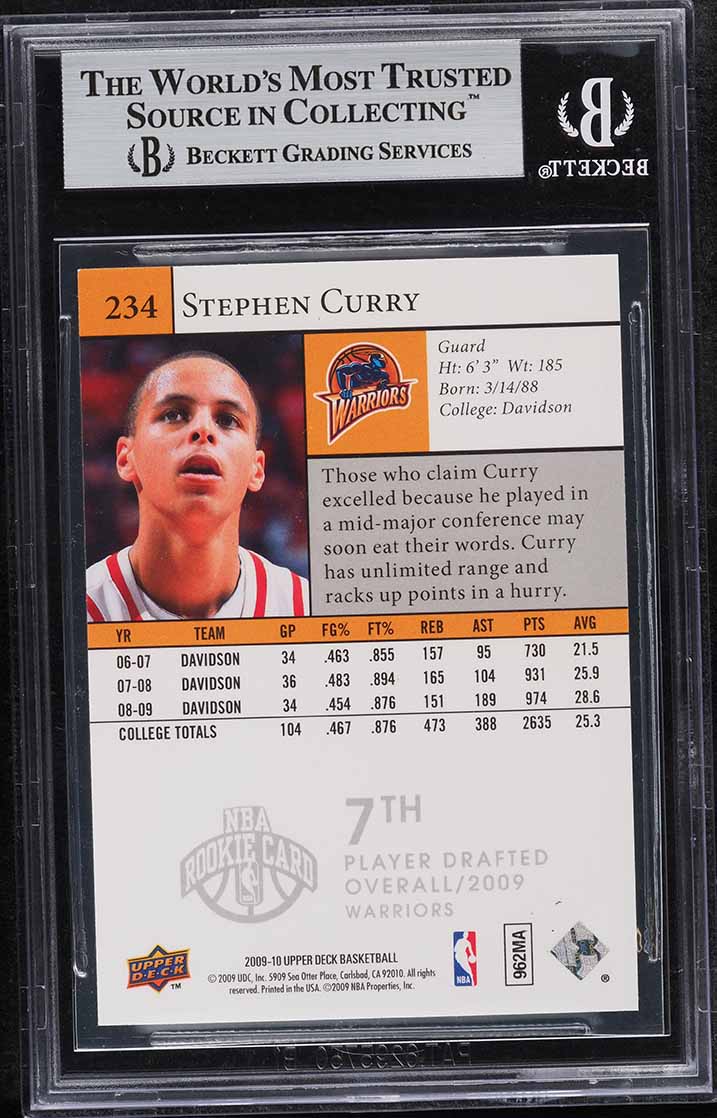 THE WORLD'S MOST TRUSTED
SOURCE IN COLLECTING™
B BECKETT GRADING SERVICES
B
BECKETT®
234 STEPHEN CURRY
WARRIORS
Guard
Ht: 6' 3" Wt: 185
Born: 3/14/88
College: Davidson
Those who claim Curry
excelled because he played in
a mid-major conference may
soon eat their words. Curry
has unlimited range and
racks up points in a hurry.
YR TEAM GP FG% FT% REB AST PTS AVG
06-07 DAVIDSON 34 .463 .855 157 95 730 21.5
07-08 DAVIDSON 36 .483 .894 165 104 931 25.9
08-09 DAVIDSON 34 .454 .876 151 189 974 28.6
COLLEGE TOTALS 104 .467 .876 473 388 2635 25.3
NBA
ROOKIE CARD
7TH
PLAYER DRAFTED
OVERALL/2009
WARRIORS
UPPER
DECK™
2009-10 UPPER DECK BASKETBALL
© 2009 UDC, Inc. 5909 Sea Otter Place, Carlsbad, CA 92010. All rights
reserved. Printed in the USA. ©2009 NBA Properties, Inc.
NBA
962MA
®